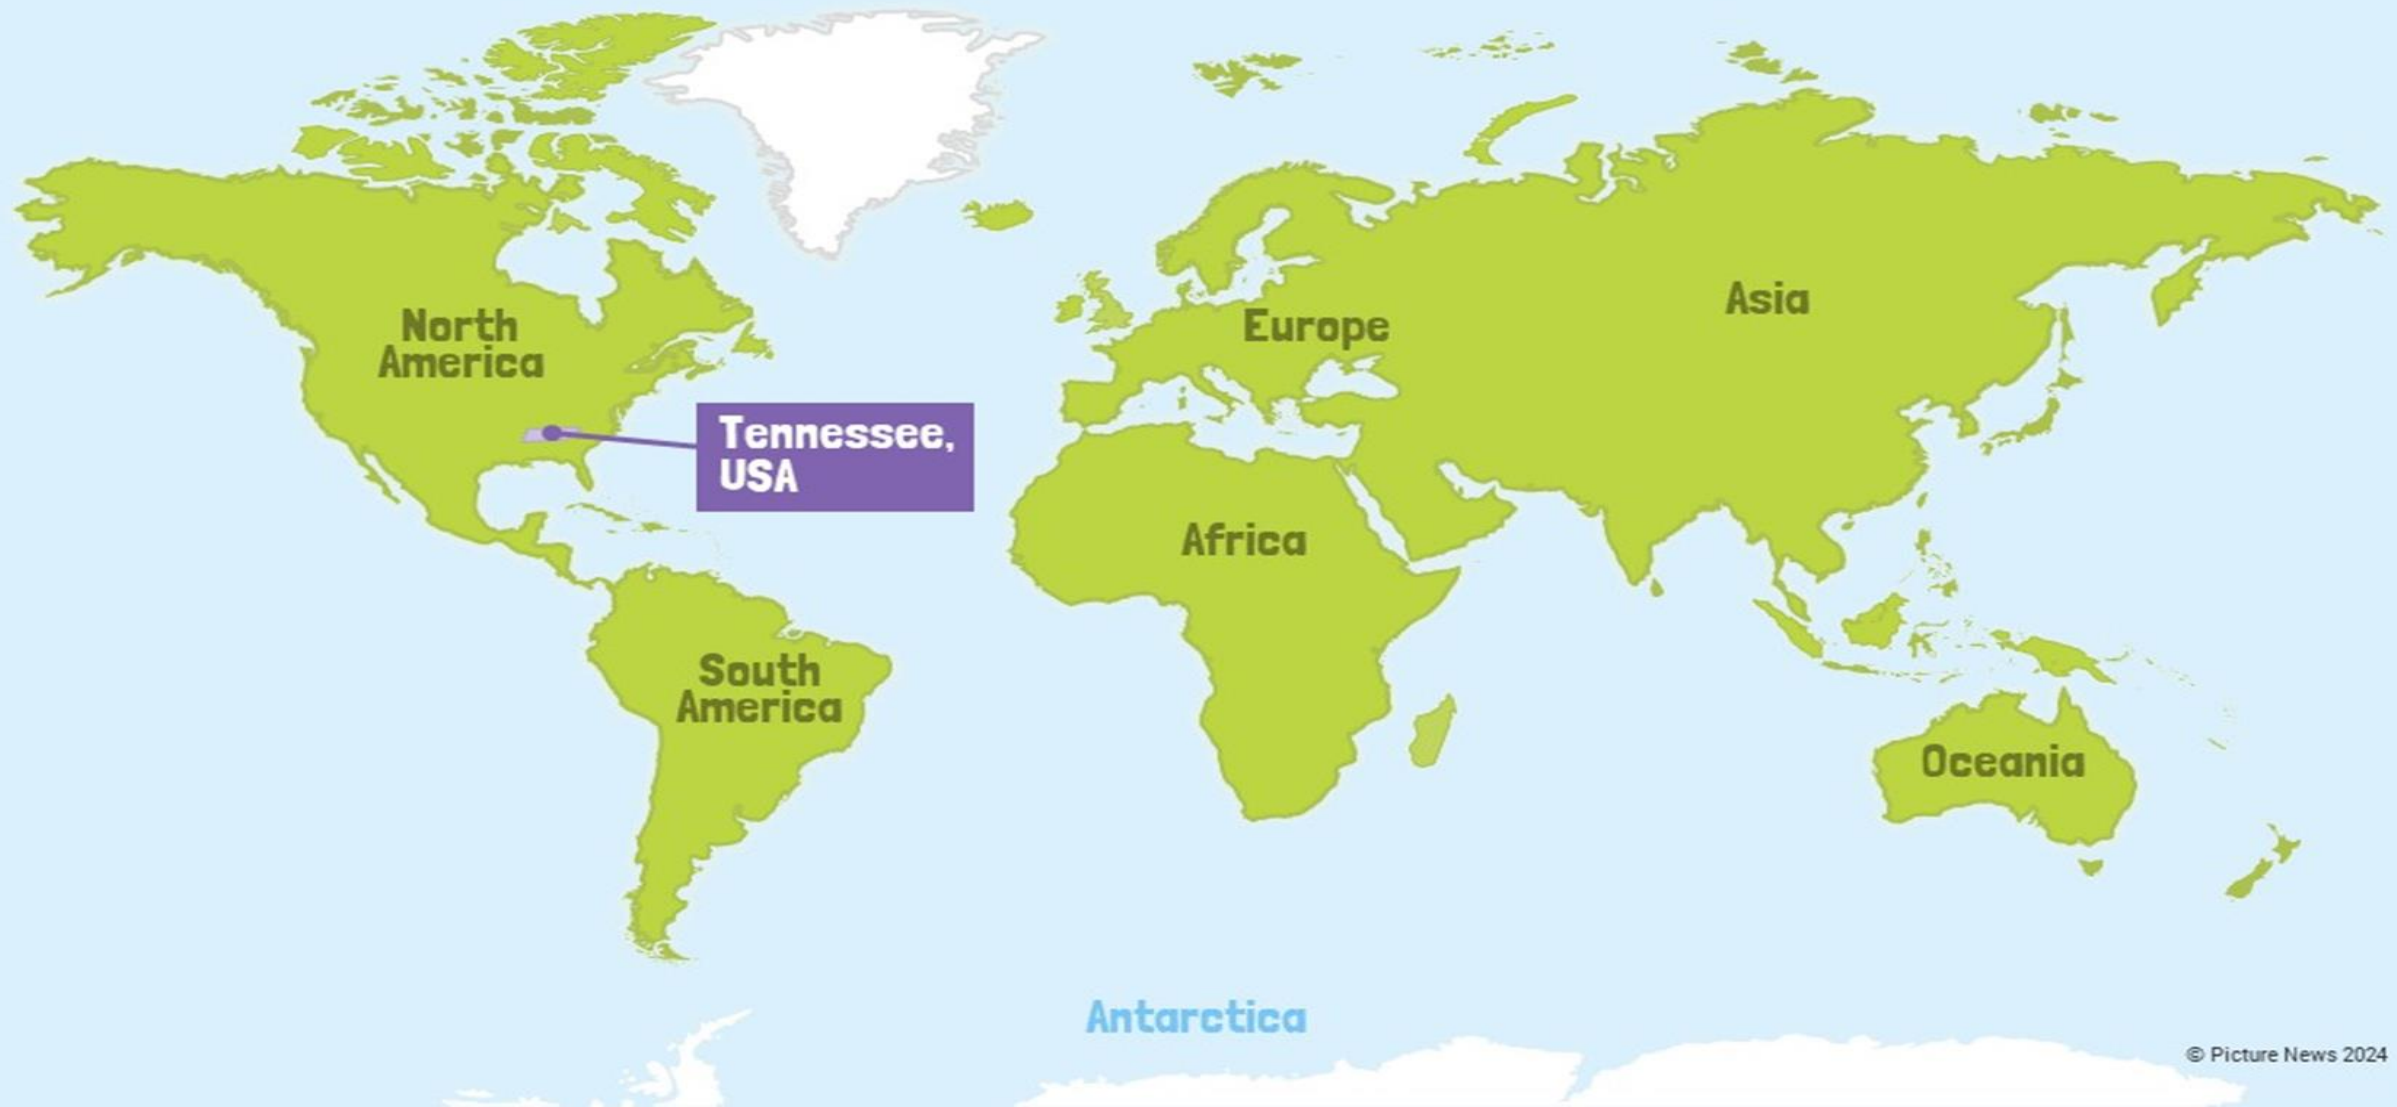 North
America
Europe
Asia
Tennessee,
USA
Africa
South
America
Oceania
Antarctica
© Picture News 2024